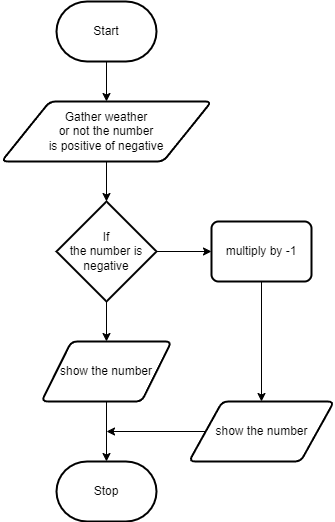 Start
Gather weather
or not the number
is positive of negative
If
the number is
negative
multiply by -1
show the number
show the number
Stop